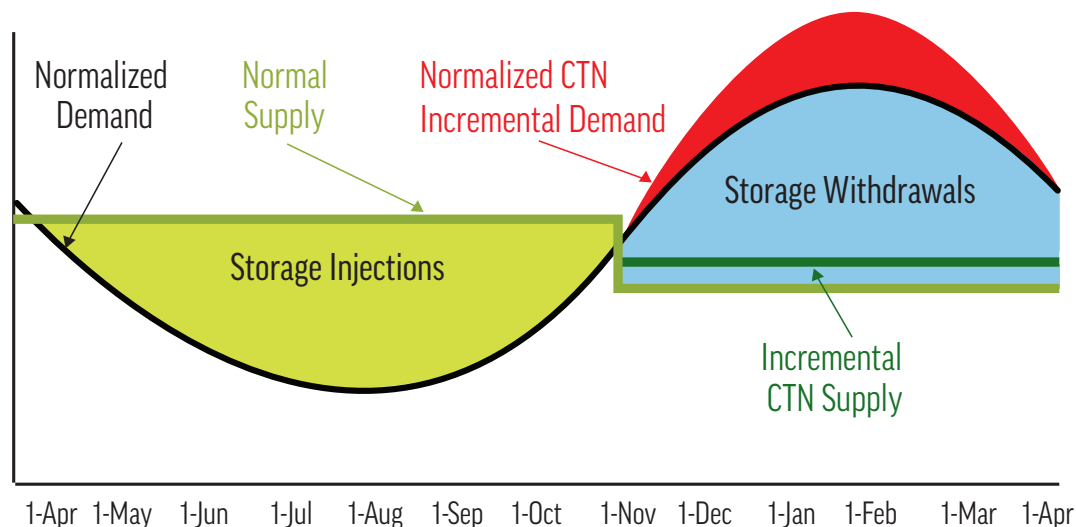 Normalized
Demand
Normal
Supply
Normalized CTN
Incremental Demand
Storage Withdrawals
Storage Injections
Incremental
CTN Supply
1-Apr 1-May 1-Jun 1-Jul 1-Aug 1-Sep 1-Oct 1-Nov 1-Dec 1-Jan 1-Feb 1-Mar 1-Apr